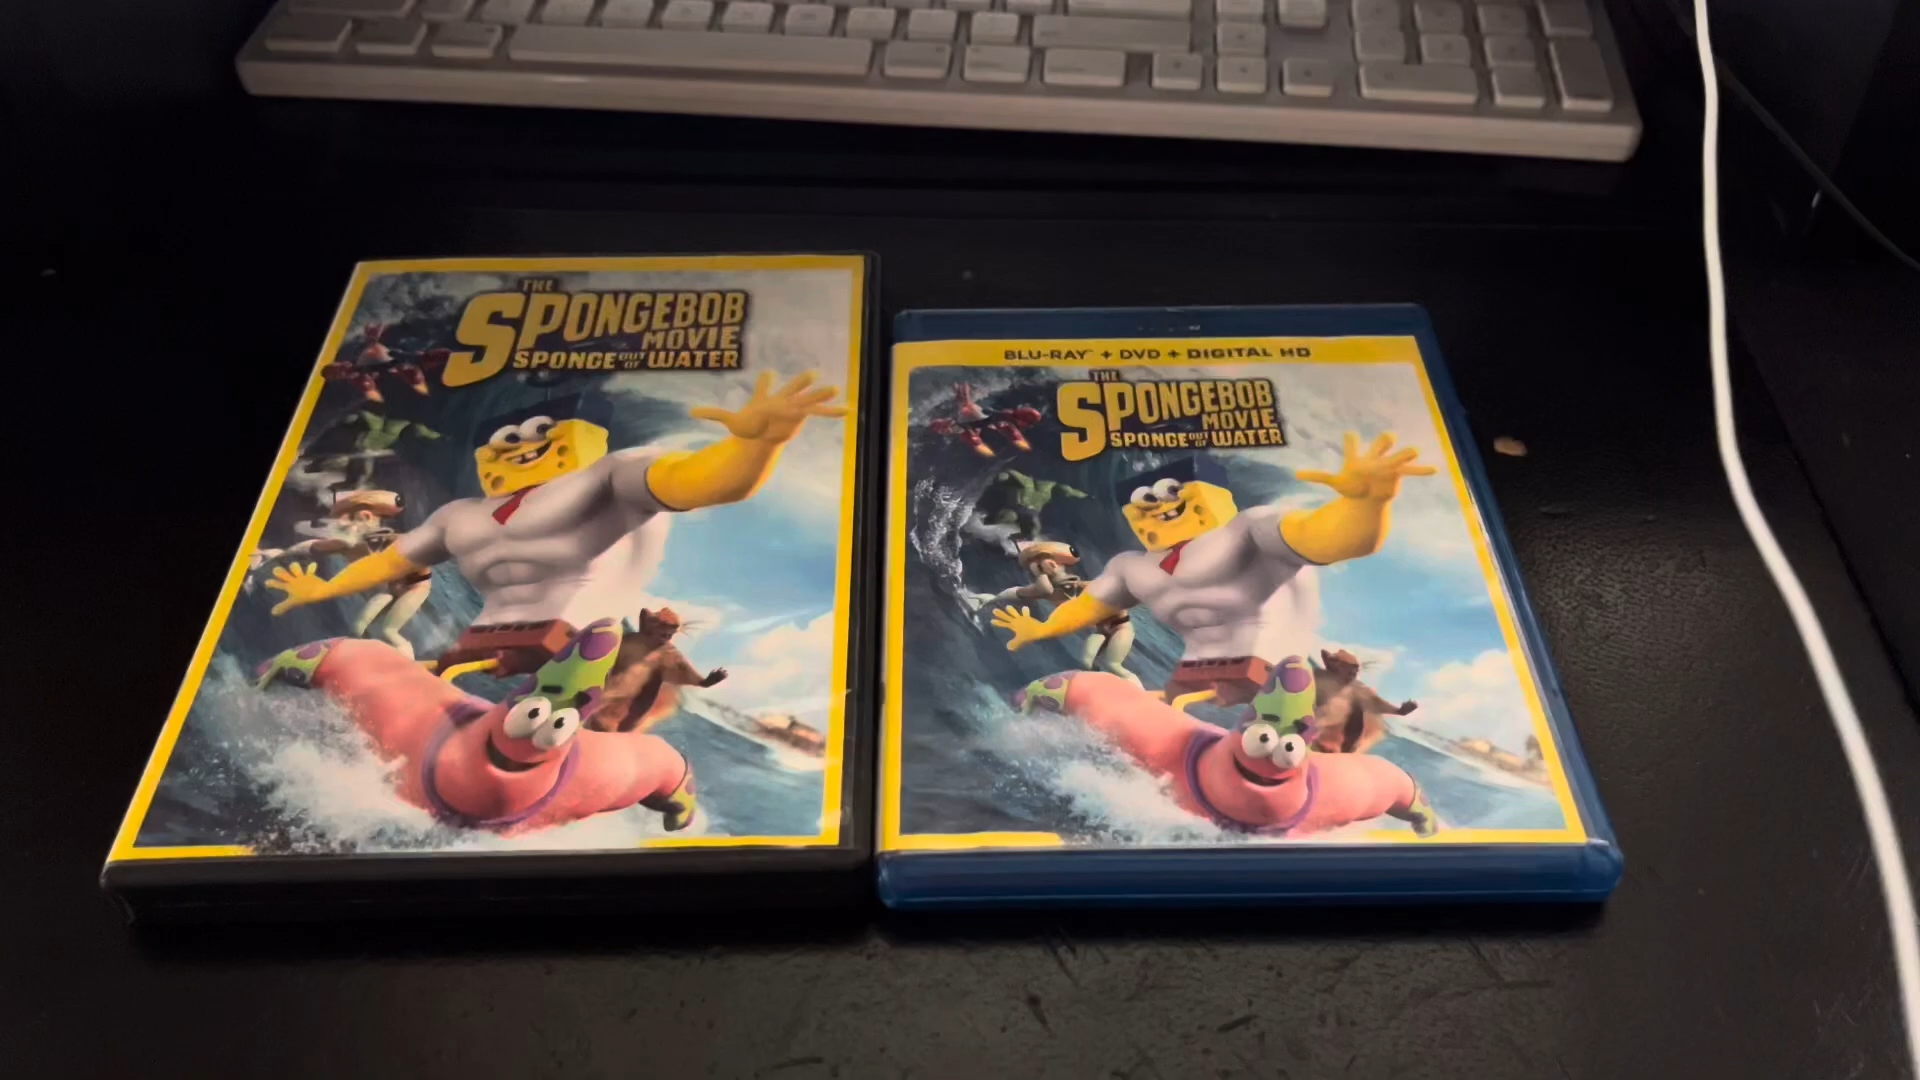 THE
SPONGEBOB
MOVIE
SPONGE OUT OF WATER
BLU-RAY + DVD + DIGITAL HD
THE
SPONGEBOB
MOVIE
SPONGE OUT OF WATER